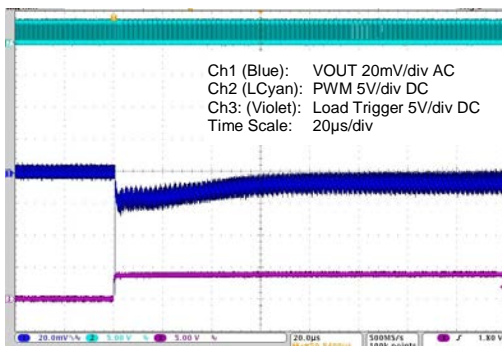 Ch1 (Blue): VOUT 20mV/div AC
Ch2 (LCyan): PWM 5V/div DC
Ch3: (Violet): Load Trigger 5V/div DC
Time Scale: 20µs/div
20.0mV 5.00 V 5.00 V 20.0µs 500MS/s 1.80 V
100k points